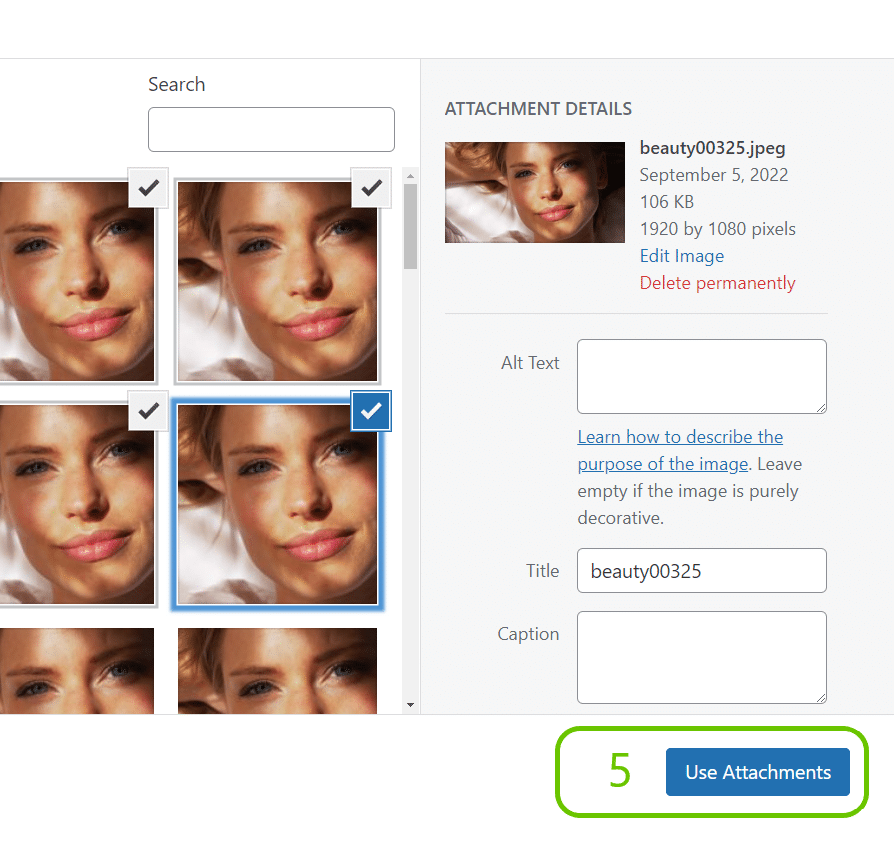 Search
ATTACHMENT DETAILS
beauty00325.jpeg
September 5, 2022
106 KB
1920 by 1080 pixels
Edit Image
Delete permanently
Alt Text
Learn how to describe the
purpose of the image. Leave
empty if the image is purely
decorative.
Title
beauty00325
Caption
5
Use Attachments